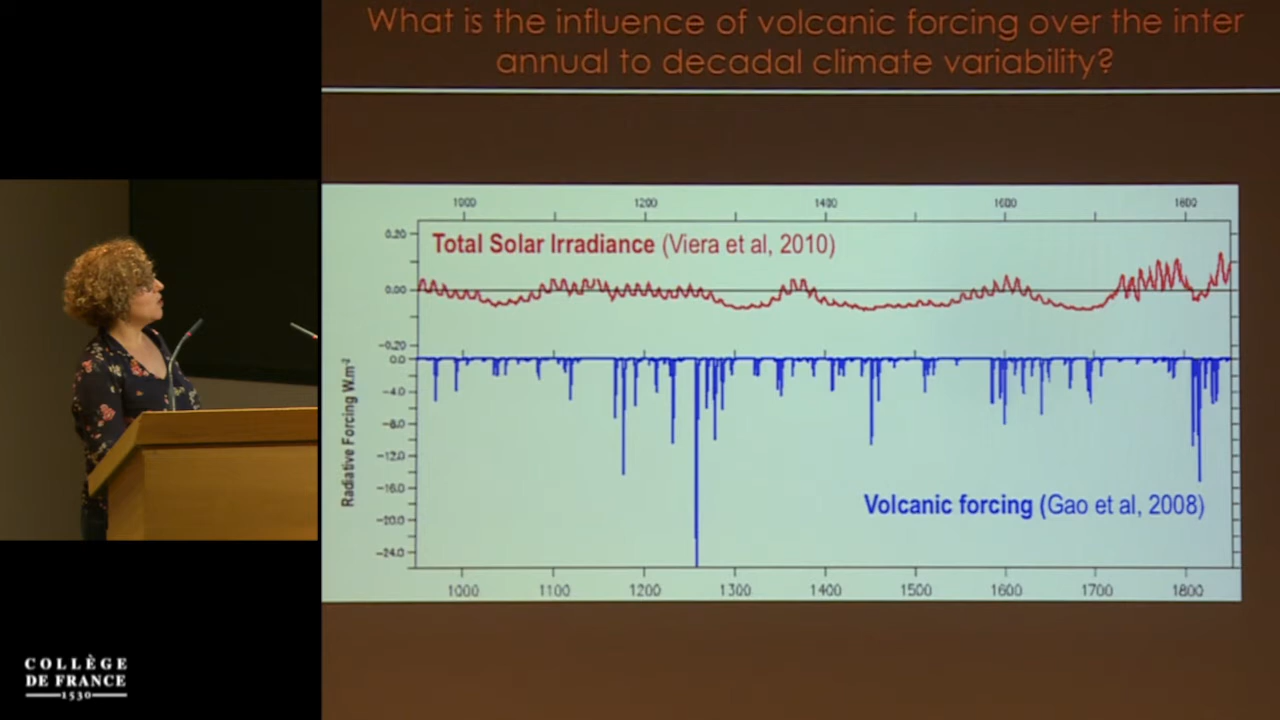 What is the influence of volcanic forcing over the inter
annual to decadal climate variability?
1000 1200 1400 1600 1800
0.20
Total Solar Irradiance (Viera et al, 2010)
0.00
-0.20
0.0
-4.0
-8.0
-12.0
-16.0
-20.0
-24.0
Radiative Forcing W.m-2
Volcanic forcing (Gao et al, 2008)
1000 1100 1200 1300 1400 1500 1600 1700 1800
COLLÈGE
DE FRANCE
1530